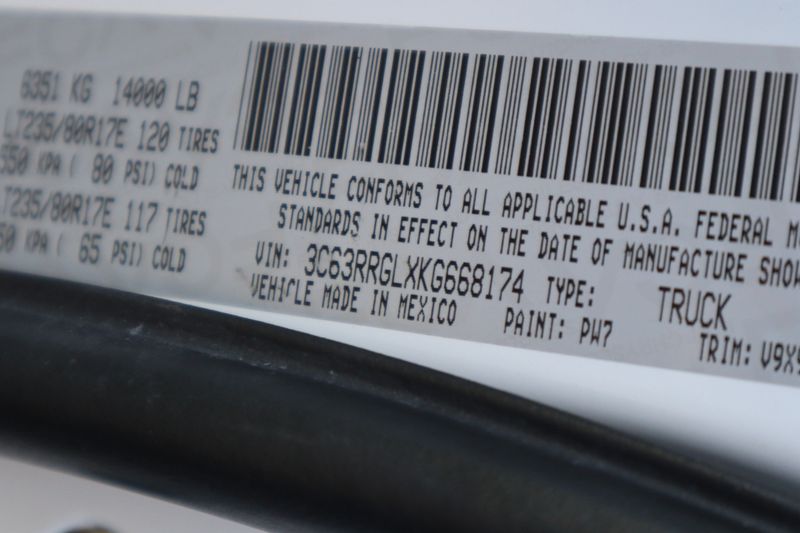 6351 KG 14000 LB
LT235/80R17E 120 TIRES
550 KPA ( 80 PSI) COLD
LT235/80R17E 117 TIRES
50 KPA ( 65 PSI) COLD
THIS VEHICLE CONFORMS TO ALL APPLICABLE U.S.A. FEDERAL M
STANDARDS IN EFFECT ON THE DATE OF MANUFACTURE SHOW
VIN: 3C63RRGLXKG668174 TYPE: TRUCK
VEHICLE MADE IN MEXICO PAINT: PW7 TRIM: V9X9